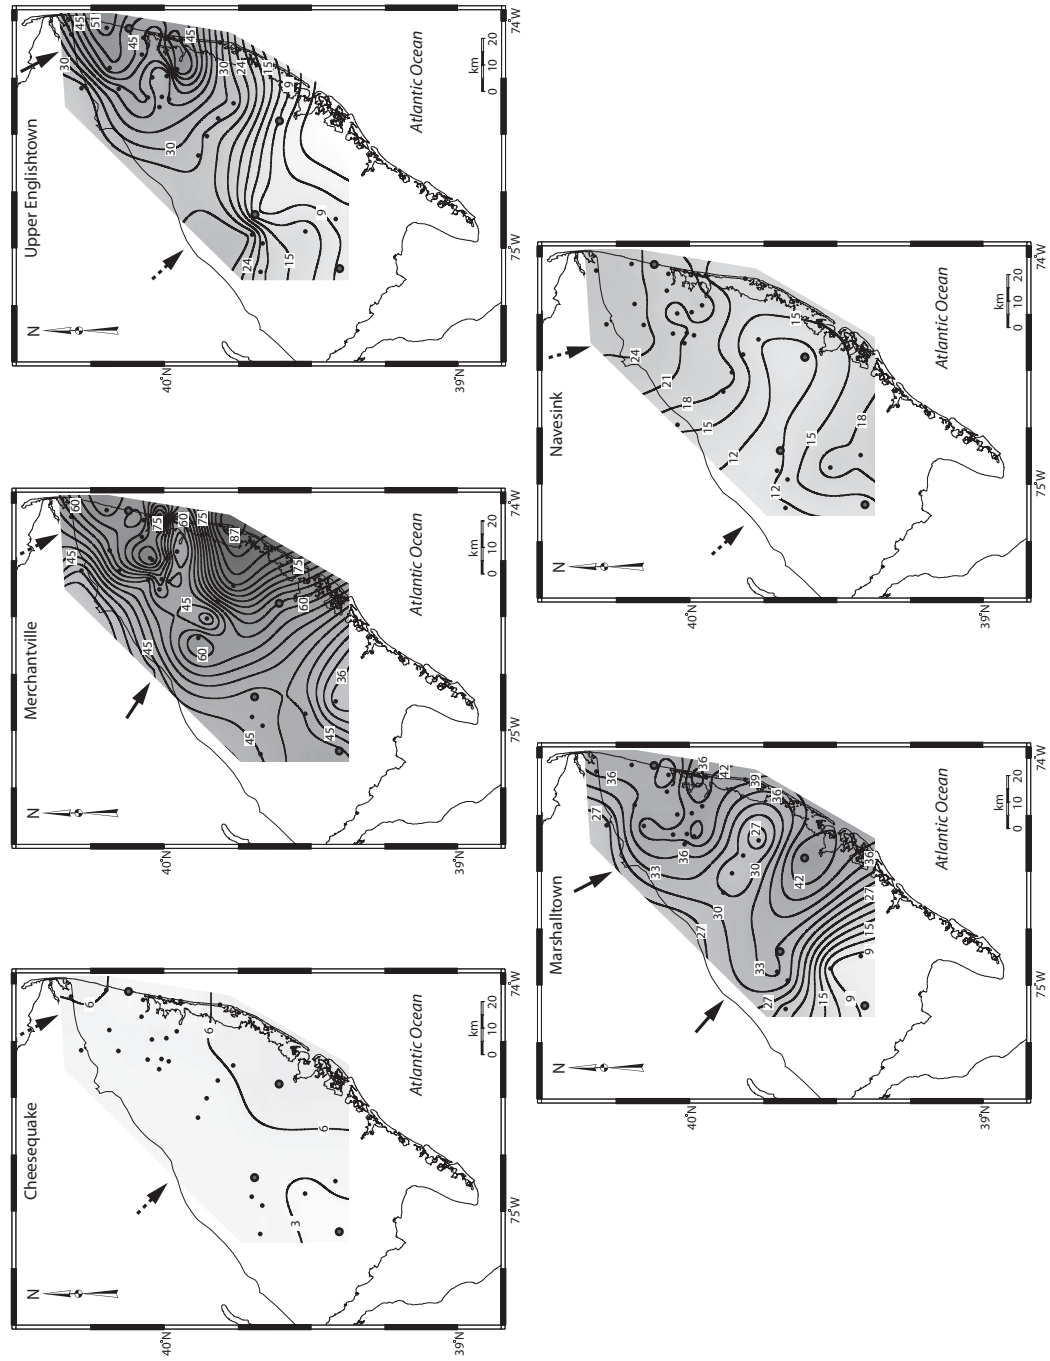 Cheesequake
N
6
6
6
3
Atlantic Ocean
km
0 10 20
40°N
39°N
75°W
74°W
Merchantville
N
45
60
75
60
75
87
45
45
60
75
60
45
36
45
Atlantic Ocean
km
0 10 20
40°N
39°N
75°W
74°W
Upper Englishtown
N
30
45
51
45
45
30
24
15
9
30
24
15
9
Atlantic Ocean
km
0 10 20
40°N
39°N
75°W
74°W
Marshalltown
N
27
36
36
42
39
36
33
36
27
30
30
27
42
33
36
27
15
9
27
15
9
Atlantic Ocean
km
0 10 20
40°N
39°N
75°W
74°W
Navesink
N
24
21
18
15
15
12
12
15
18
Atlantic Ocean
km
0 10 20
40°N
39°N
75°W
74°W